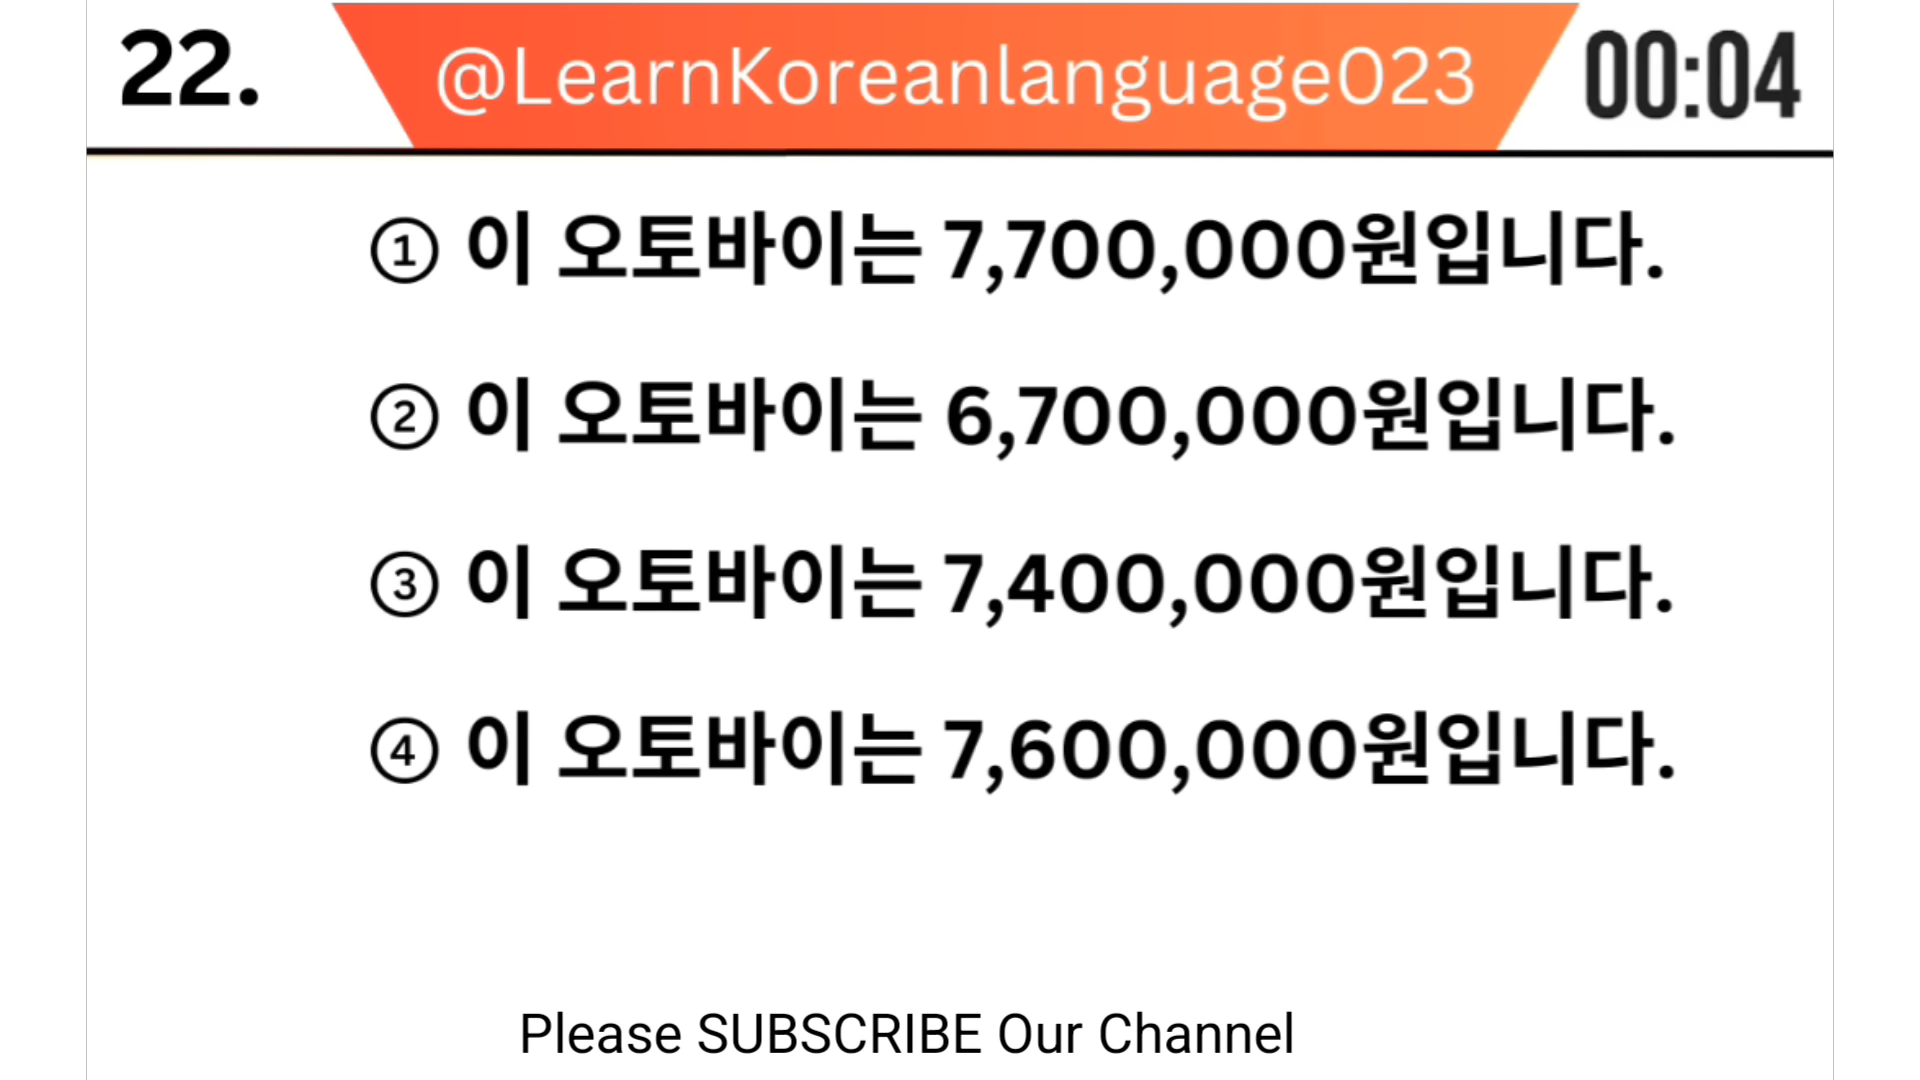 22.
@LearnKoreanlanguage023
00:04
① 이 오토바이는 7,700,000원입니다.
② 이 오토바이는 6,700,000원입니다.
③ 이 오토바이는 7,400,000원입니다.
④ 이 오토바이는 7,600,000원입니다.
Please SUBSCRIBE Our Channel